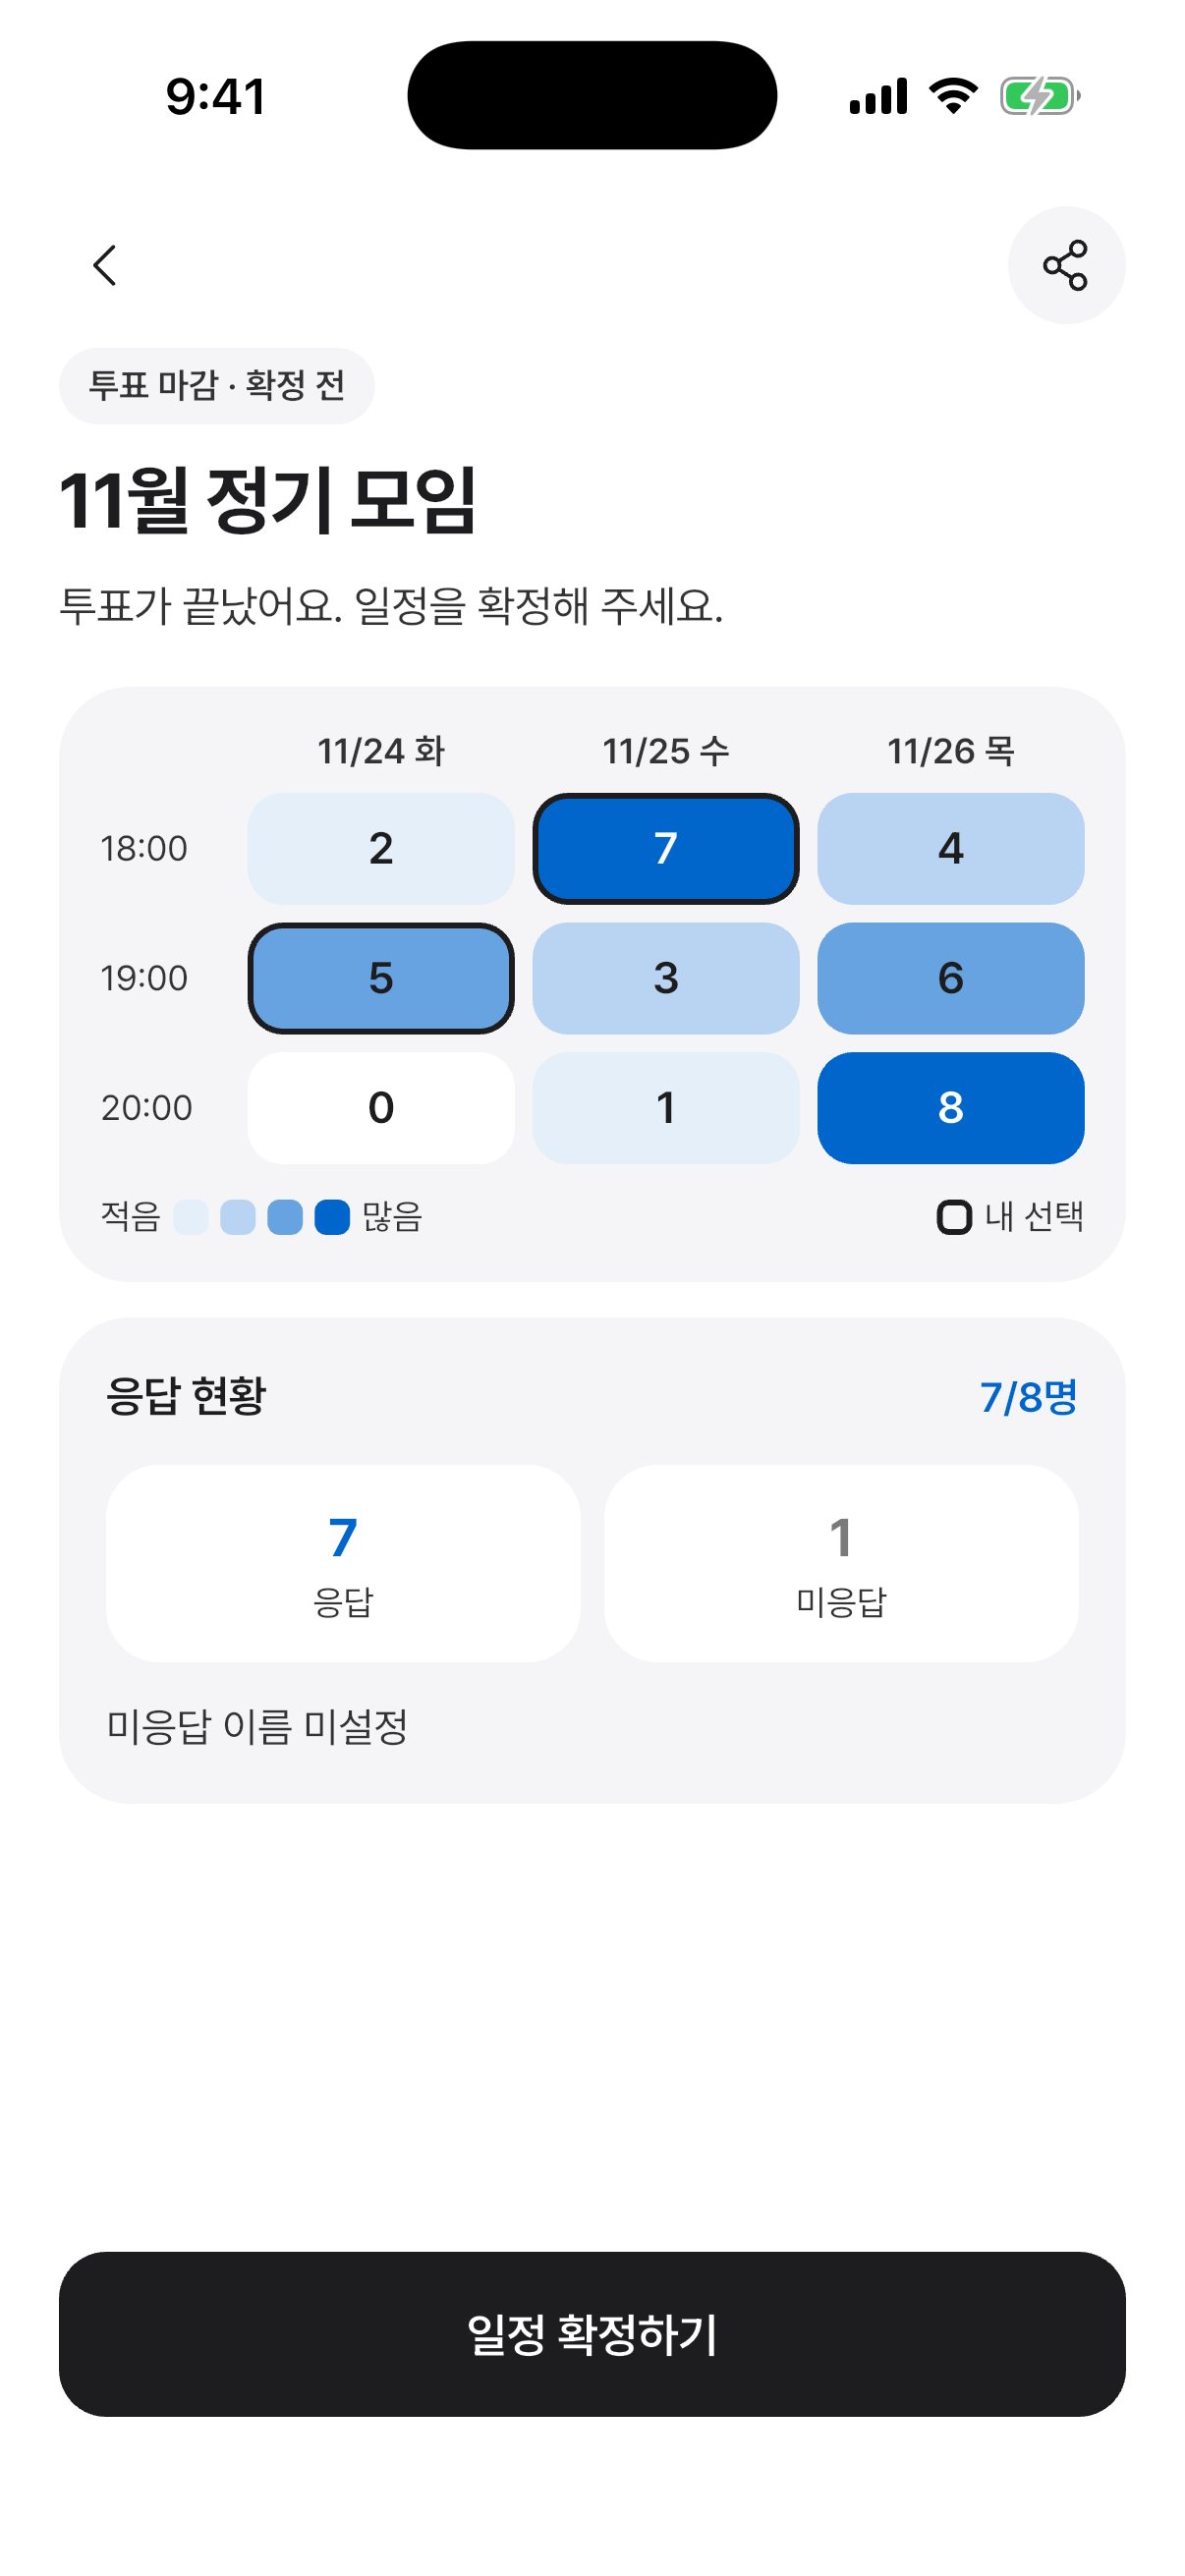 9:41
투표 마감 · 확정 전
11월 정기 모임
투표가 끝났어요. 일정을 확정해 주세요.
11/24 화 11/25 수 11/26 목
18:00 2 7 4
19:00 5 3 6
20:00 0 1 8
적음 많음 내 선택
응답 현황 7/8명
7 1
응답 미응답
미응답 이름 미설정
일정 확정하기